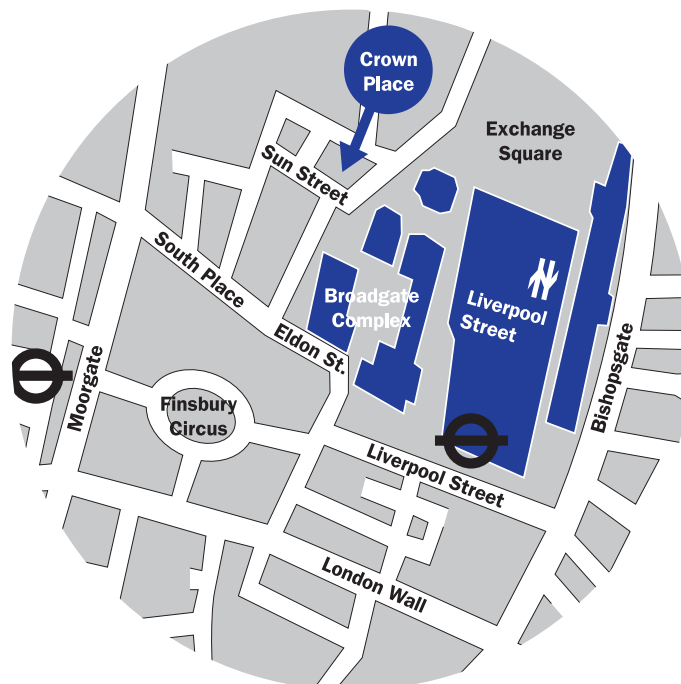 Crown
Place
Exchange
Square
Sun Street
South Place
Broadgate
Complex
Liverpool
Street
Eldon St.
Bishopsgate
Moorgate
Finsbury
Circus
Liverpool Street
London Wall